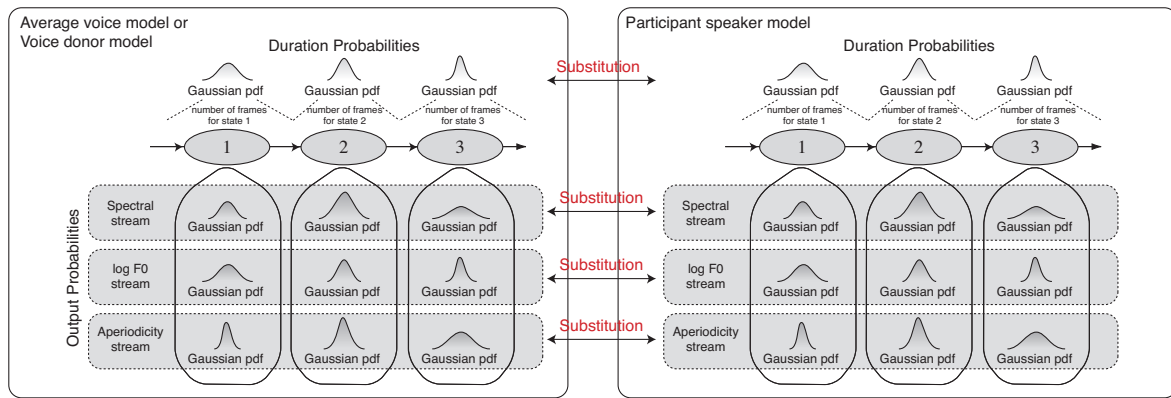 Average voice model or
Voice donor model
Duration Probabilities
Gaussian pdf Gaussian pdf Gaussian pdf
number of frames for state 1
number of frames for state 2
number of frames for state 3
1 2 3
Output Probabilities
Spectral stream
Gaussian pdf Gaussian pdf Gaussian pdf
log F0 stream
Gaussian pdf Gaussian pdf Gaussian pdf
Aperiodicity stream
Gaussian pdf Gaussian pdf Gaussian pdf
Substitution
Substitution
Substitution
Substitution
Participant speaker model
Duration Probabilities
Gaussian pdf Gaussian pdf Gaussian pdf
number of frames for state 1
number of frames for state 2
number of frames for state 3
1 2 3
Spectral stream
Gaussian pdf Gaussian pdf Gaussian pdf
log F0 stream
Gaussian pdf Gaussian pdf Gaussian pdf
Aperiodicity stream
Gaussian pdf Gaussian pdf Gaussian pdf